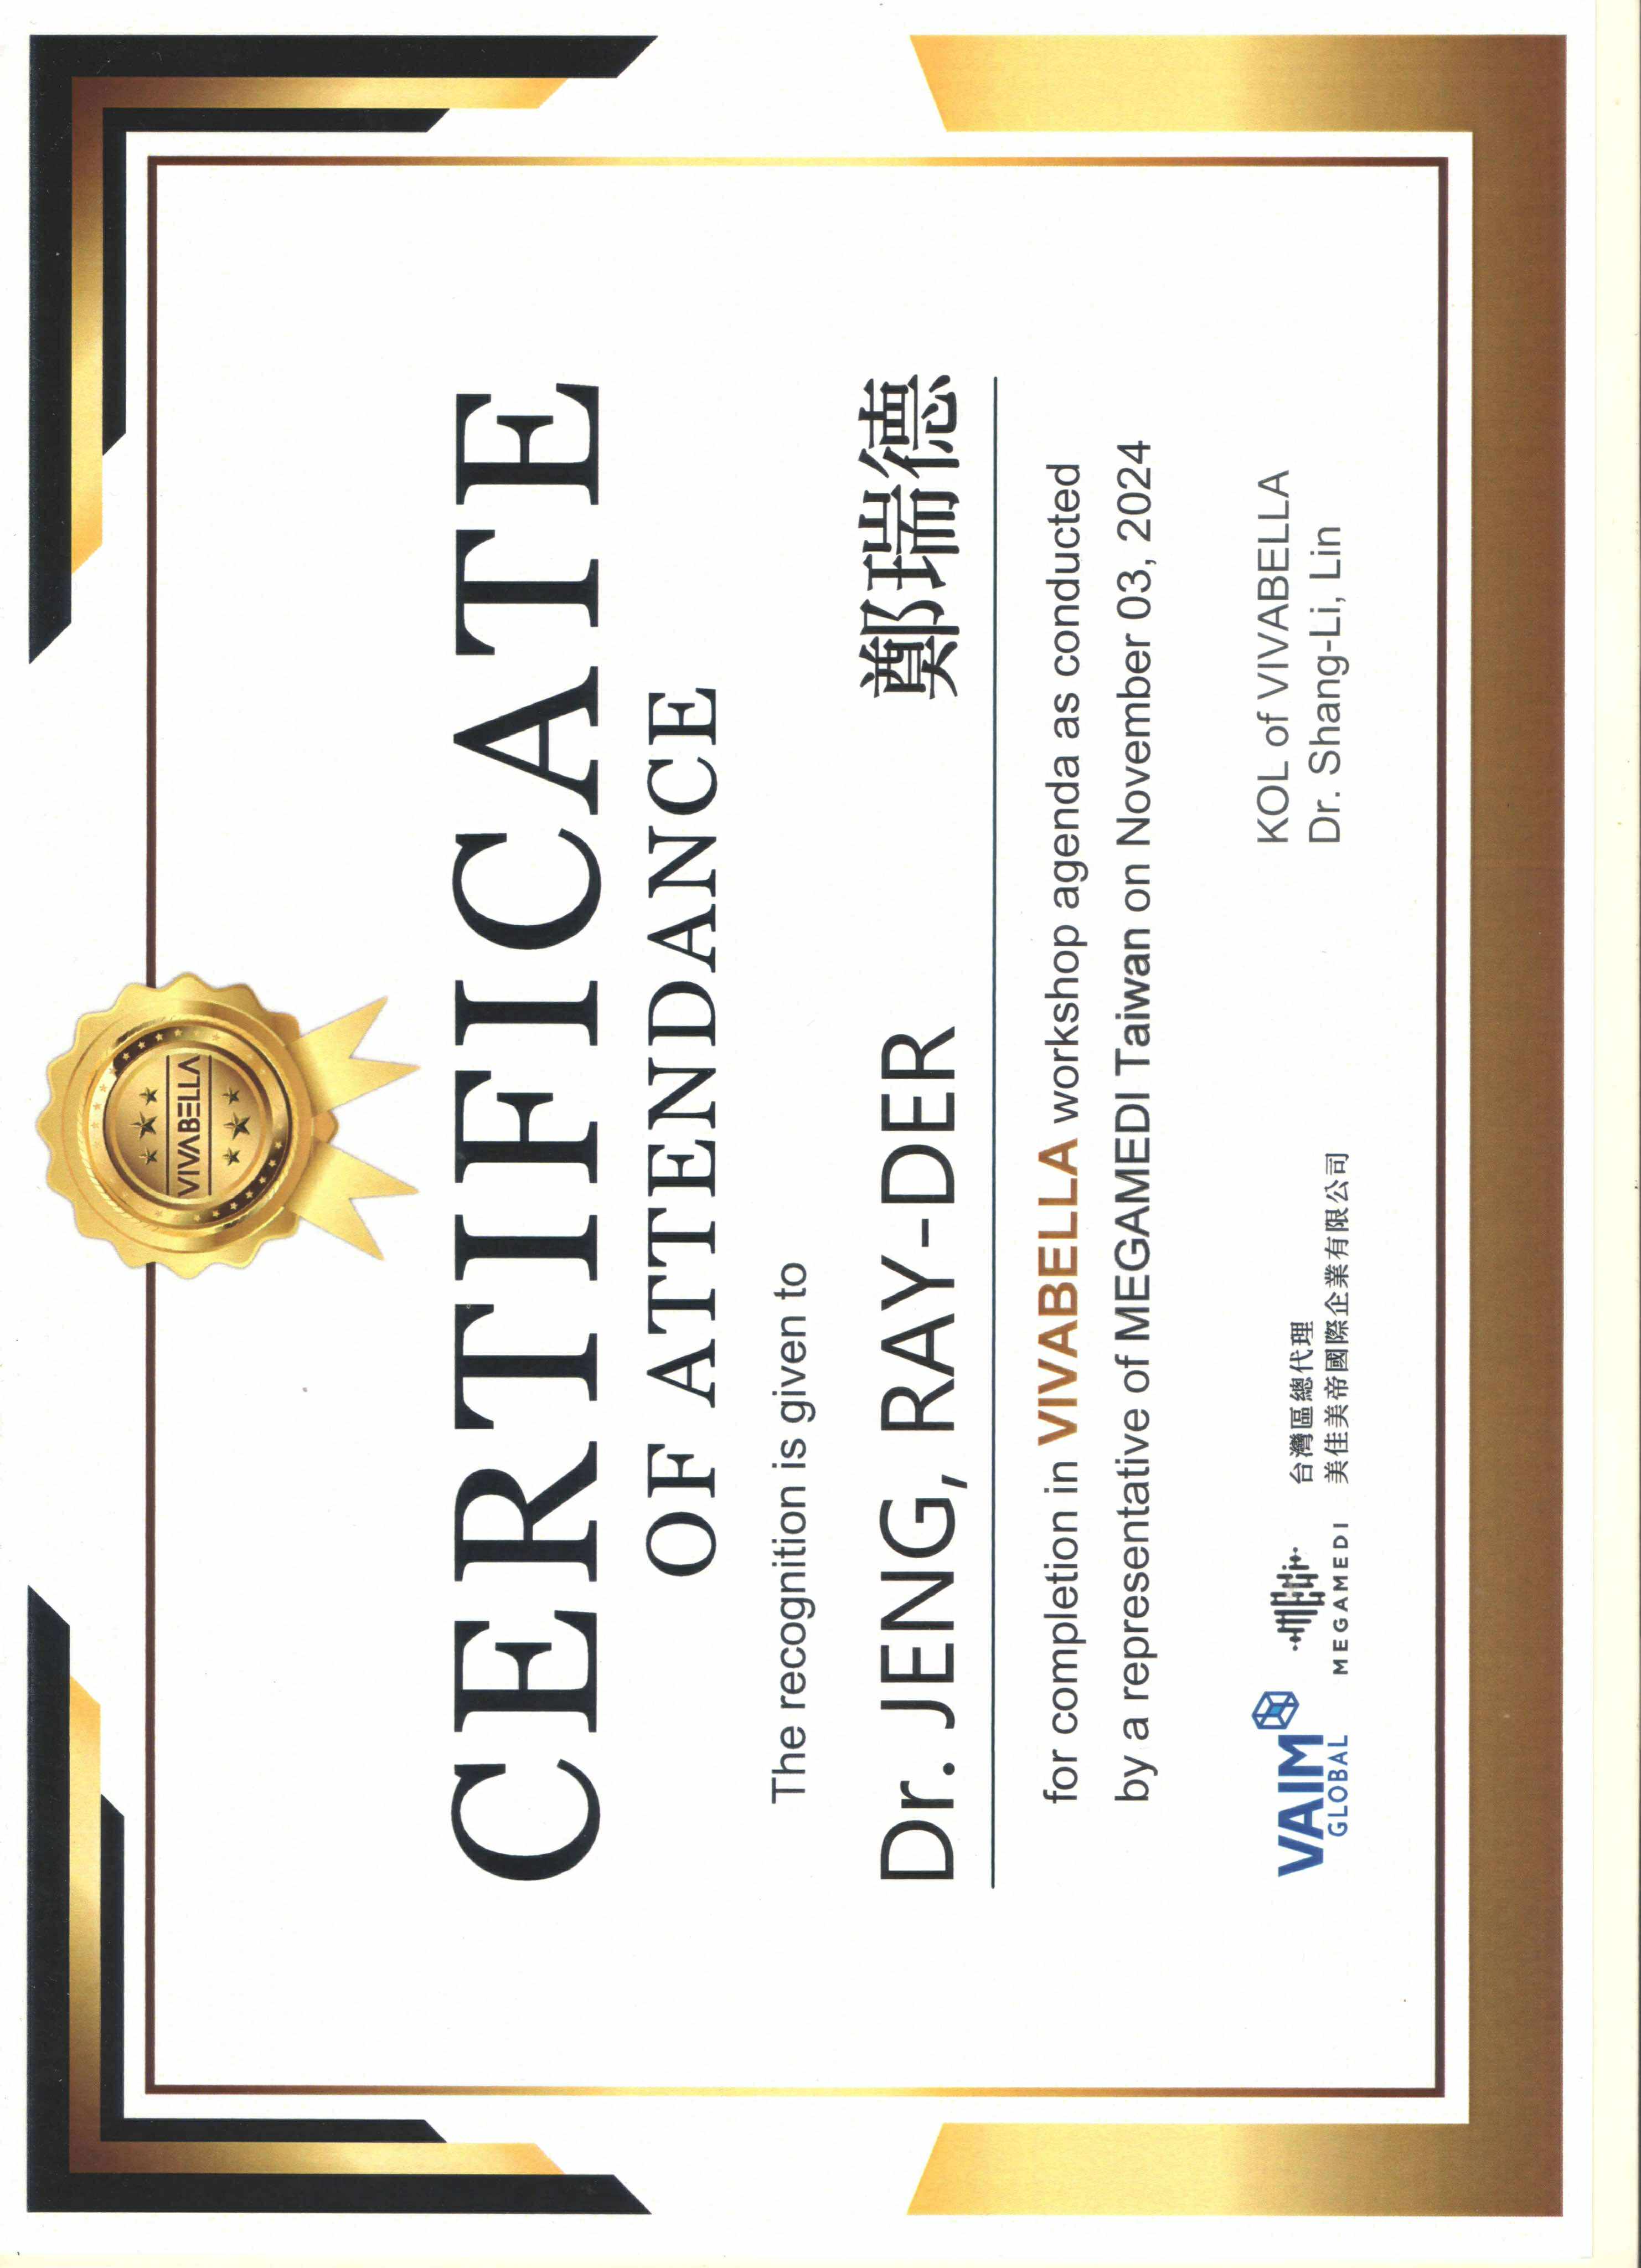 VIVABELLA
CERTIFICATE
OF ATTENDANCE
The recognition is given to
Dr. JENG, RAY-DER 鄭瑞德
for completion in VIVABELLA workshop agenda as conducted
by a representative of MEGAMEDI Taiwan on November 03, 2024
VAIM
GLOBAL
MEGAMEDI
台灣區總代理
美佳美帝國際企業有限公司
KOL of VIVABELLA
Dr. Shang-Li, Lin